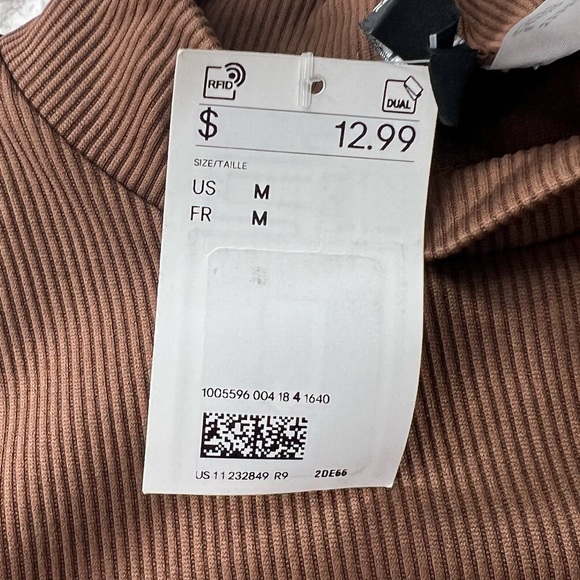 RFID
DUAL
$ 12.99
SIZE/TAILLE
US M
FR M
1005596 004 18 4 1640
US 11 232849 R9 2DE66